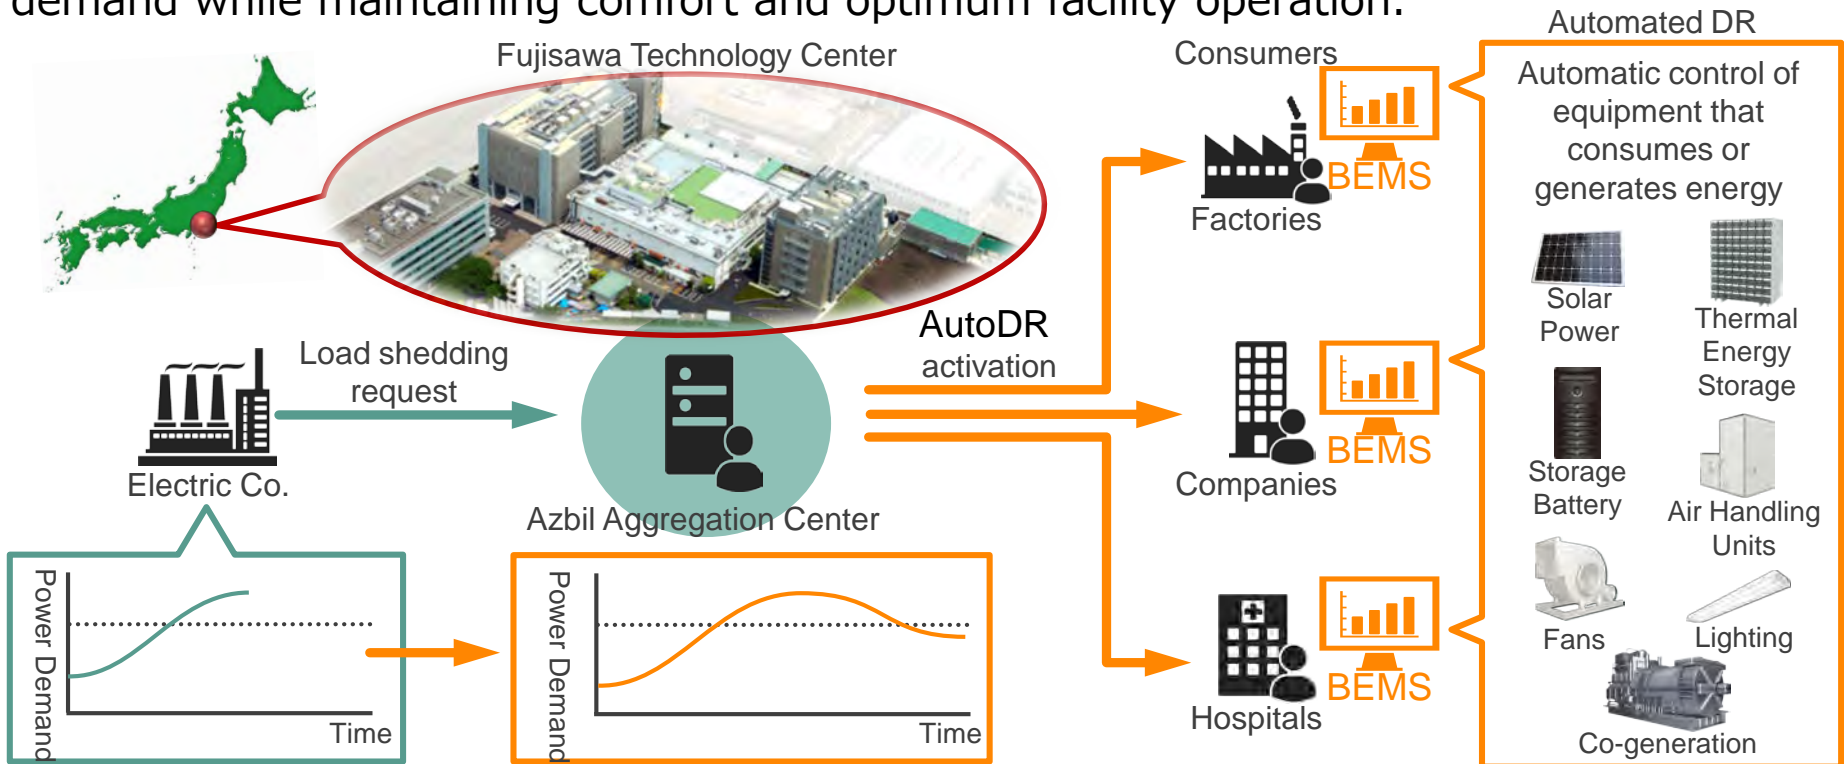 demand while maintaining comfort and optimum facility operation.
Fujisawa Technology Center
Consumers
Automated DR
Automatic control of
equipment that
consumes or
generates energy
BEMS
Factories
Solar
Power
Thermal
Energy
Storage
Load shedding
request
AutoDR
activation
Electric Co.
Azbil Aggregation Center
BEMS
Companies
Storage
Battery
Air Handling
Units
Fans
Lighting
Power Demand
Time
Power Demand
Time
BEMS
Hospitals
Co-generation